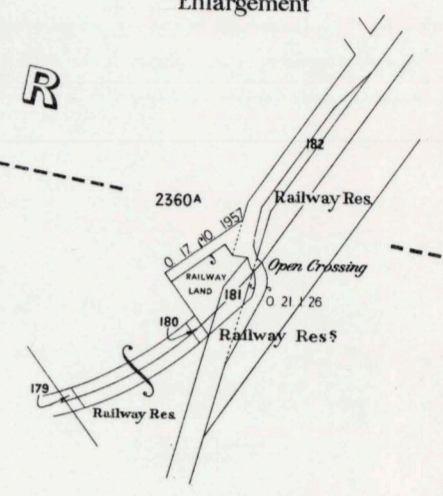 Enlargement
R
182
2360A
Railway Res.
0 17 10 1957
Open Crossing
RAILWAY
LAND
181
0 21 1 26
180
Railway Res$
179
Railway Res.